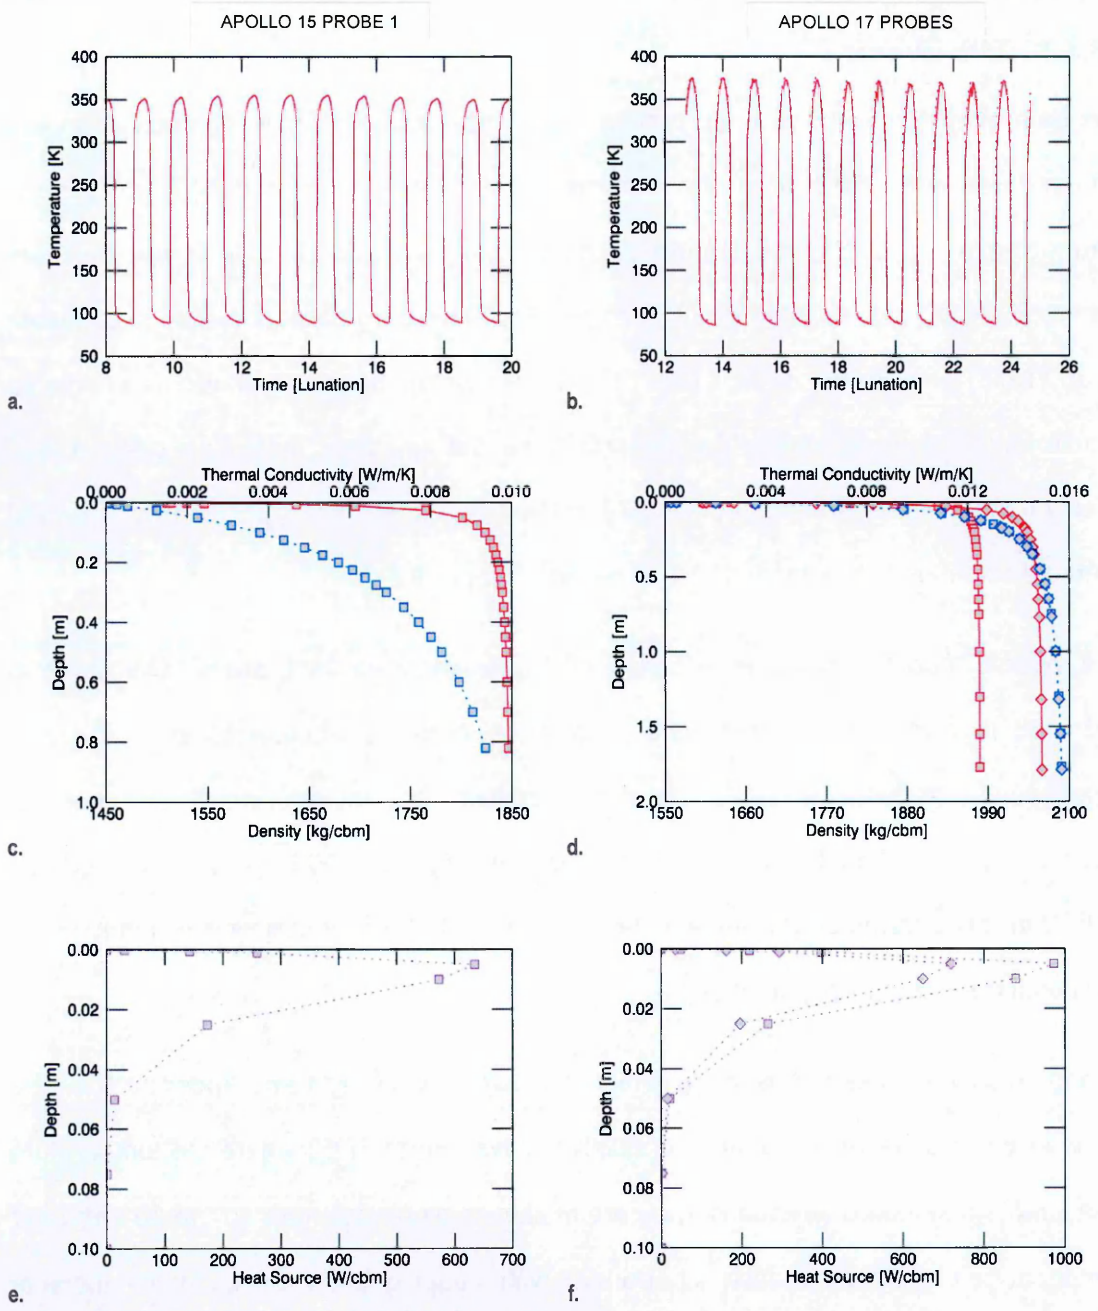 APOLLO 15 PROBE 1
APOLLO 17 PROBES
400
350
300
250
200
150
100
50
Temperature [K]
8 10 12 14 16 18 20
Time [Lunation]
a.
400
350
300
250
200
150
100
50
Temperature [K]
12 14 16 18 20 22 24 26
Time [Lunation]
b.
Thermal Conductivity [W/m/K]
0.000 0.002 0.004 0.006 0.008 0.010
0.0
0.2
0.4
0.6
0.8
1.0
Depth [m]
1450 1550 1650 1750 1850
Density [kg/cbm]
c.
Thermal Conductivity [W/m/K]
0.000 0.004 0.008 0.012 0.016
0.0
0.5
1.0
1.5
2.0
Depth [m]
1550 1660 1770 1880 1990 2100
Density [kg/cbm]
d.
0.00
0.02
0.04
0.06
0.08
0.10
Depth [m]
0 100 200 300 400 500 600 700
Heat Source [W/cbm]
e.
0.00
0.02
0.04
0.06
0.08
0.10
Depth [m]
0 200 400 600 800 1000
Heat Source [W/cbm]
f.